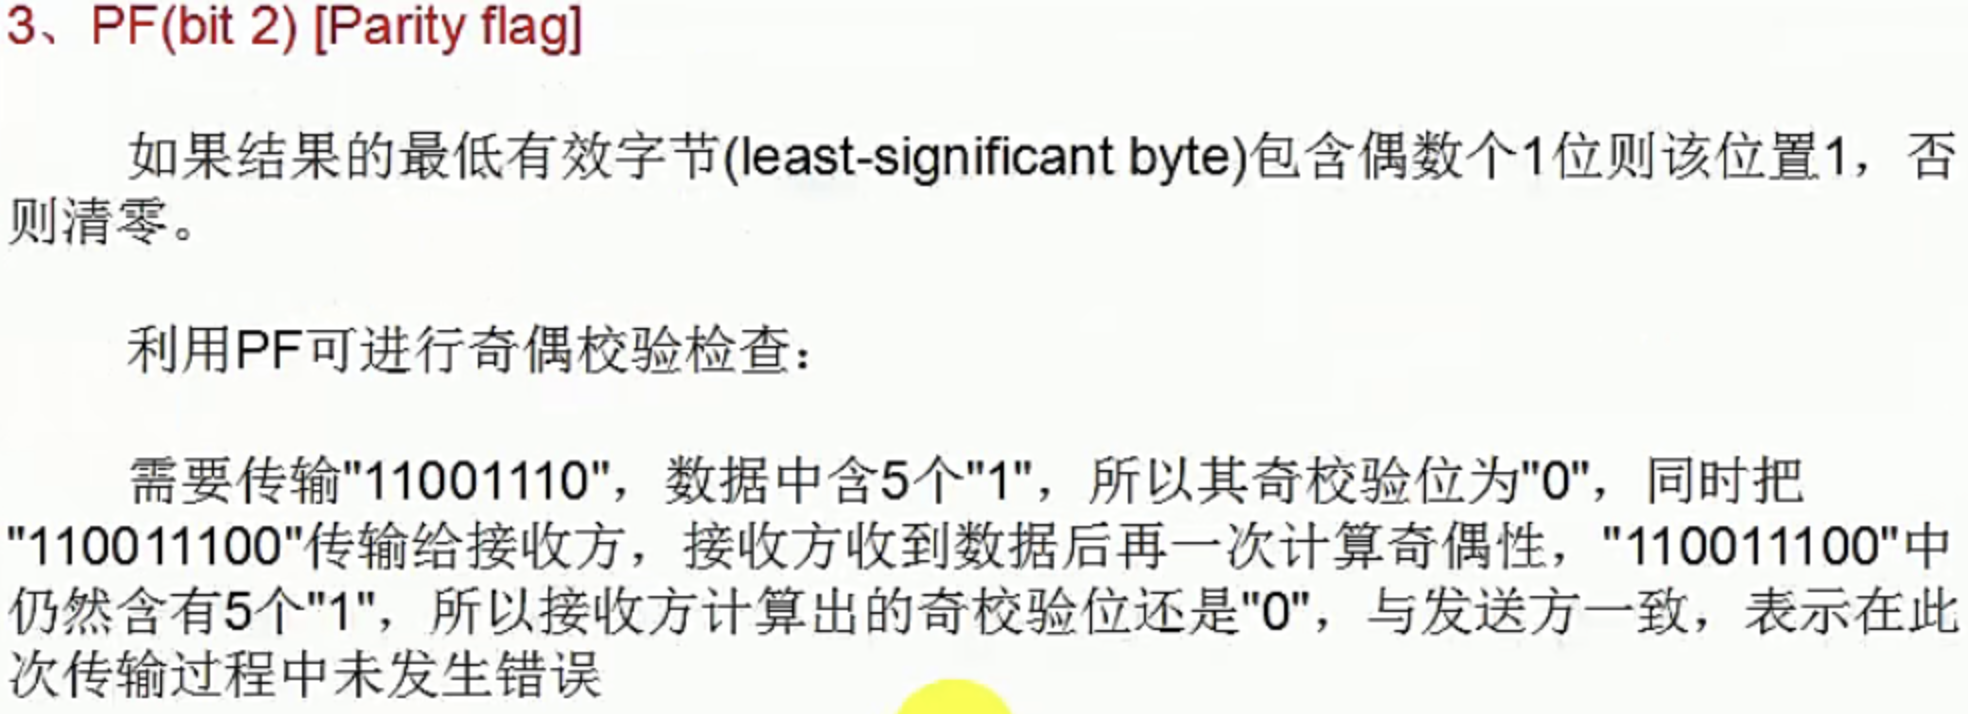 3、PF(bit 2) [Parity flag]
如果结果的最低有效字节(least-significant byte)包含偶数个1位则该位置1，否
则清零。
利用PF可进行奇偶校验检查：
需要传输"11001110"，数据中含5个"1"，所以其奇校验位为"0"，同时把
"110011100"传输给接收方，接收方收到数据后再一次计算奇偶性，"110011100"中
仍然含有5个"1"，所以接收方计算出的奇校验位还是"0"，与发送方一致，表示在此
次传输过程中未发生错误